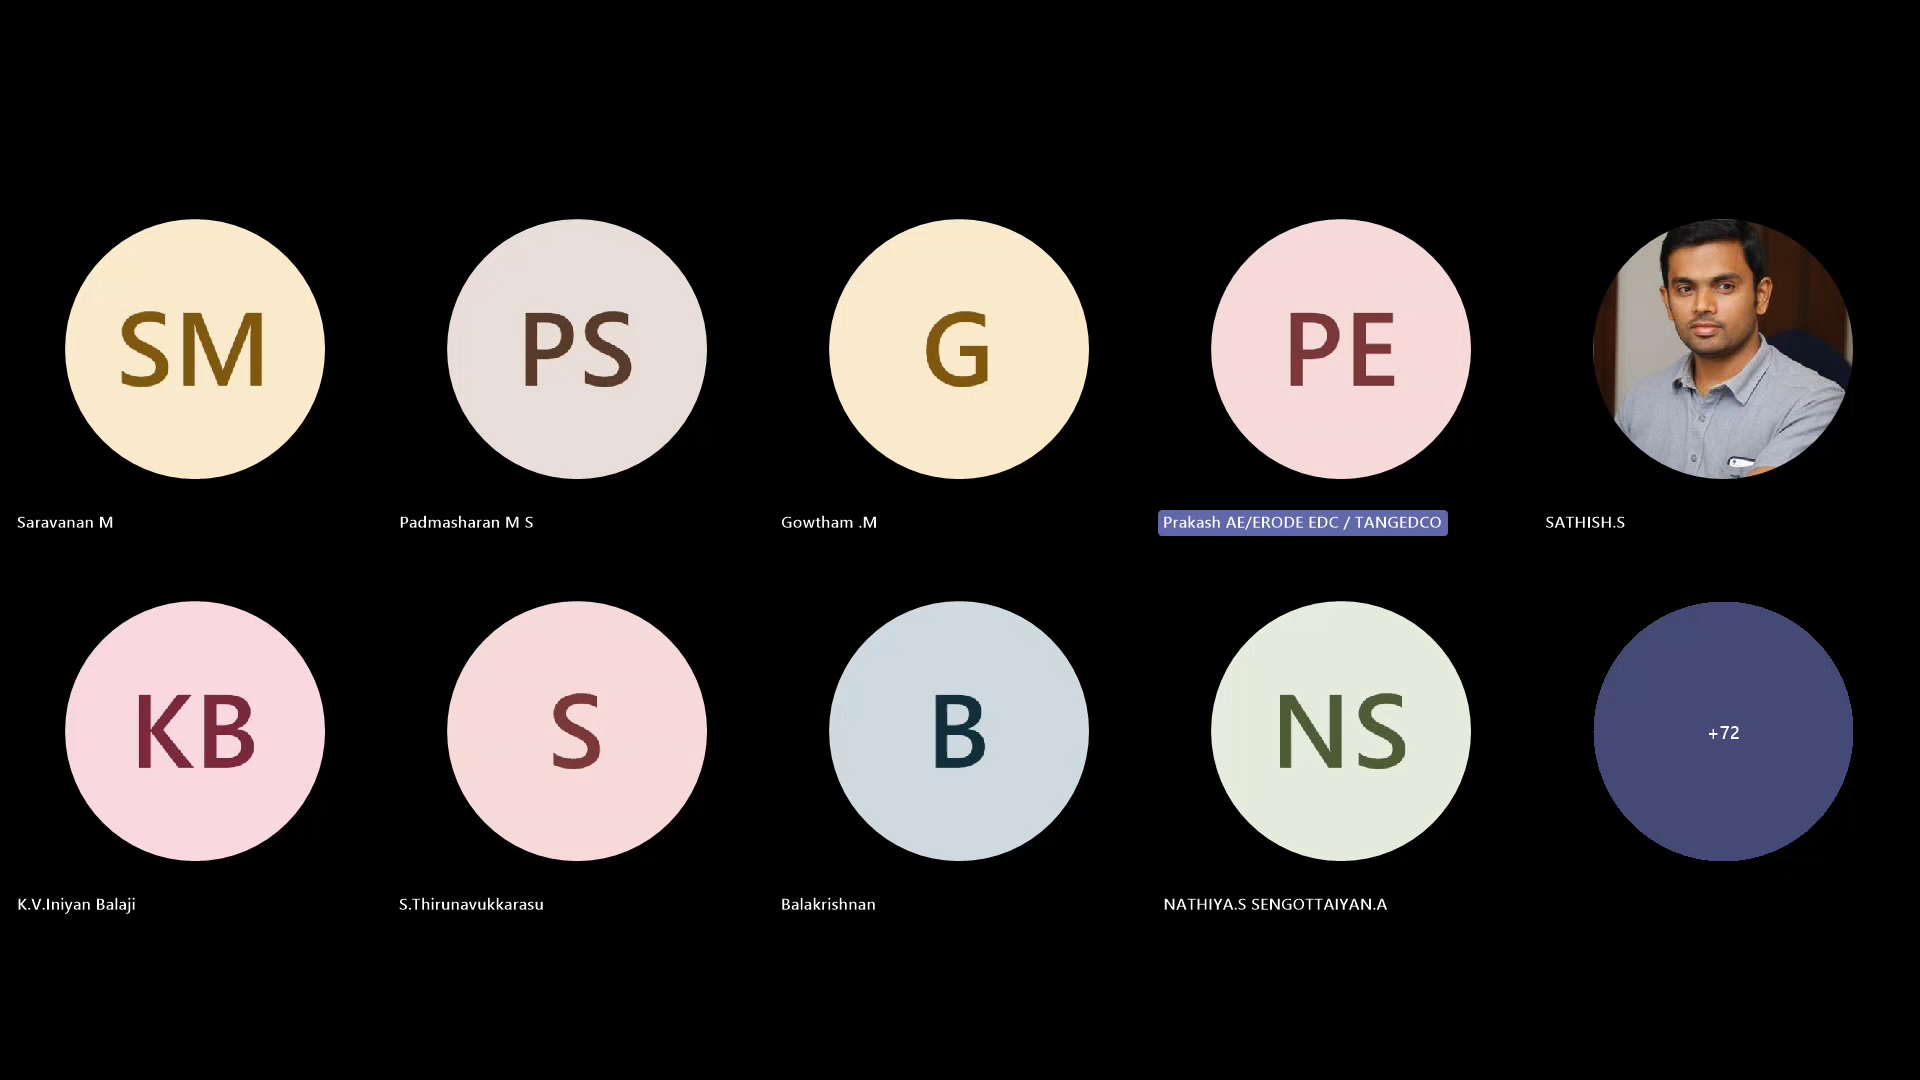 SM
PS
G
PE
Saravanan M
Padmasharan M S
Gowtham .M
Prakash AE/ERODE EDC / TANGEDCO
SATHISH.S
KB
S
B
NS
+72
K.V.Iniyan Balaji
S.Thirunavukkarasu
Balakrishnan
NATHIYA.S SENGOTTAIYAN.A